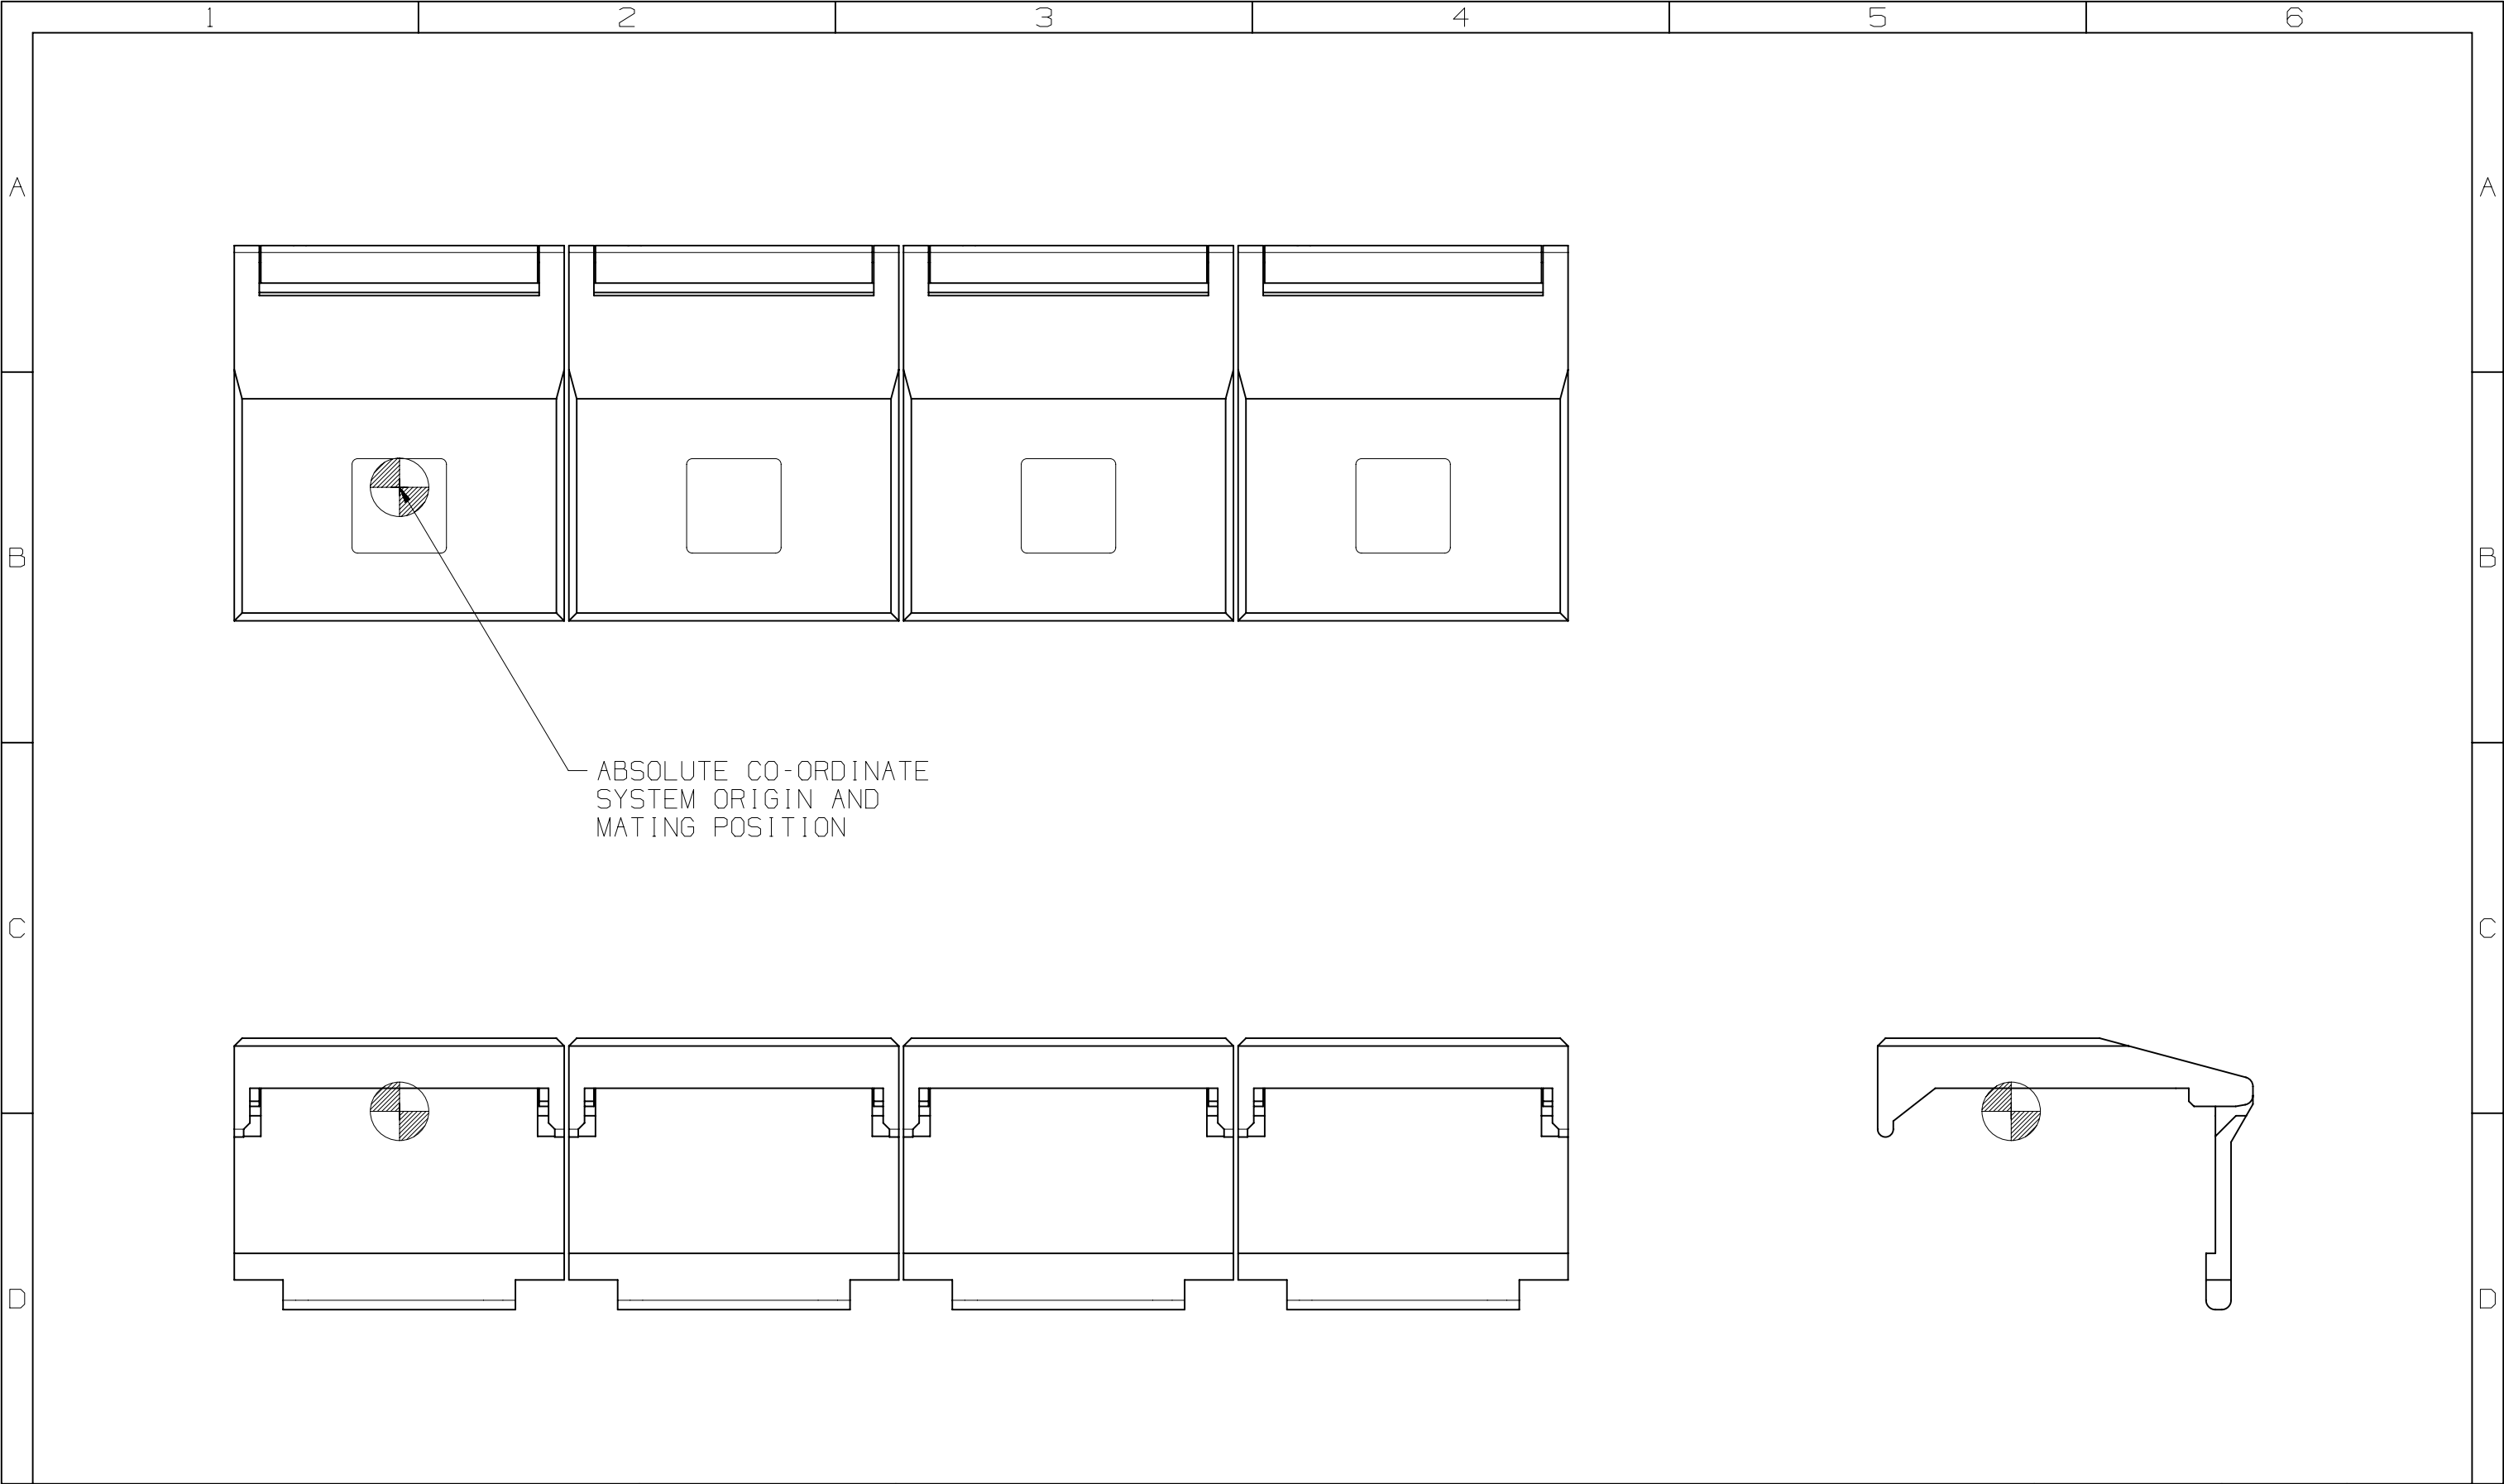 1 2 3 4 5 6
A A
B B
ABSOLUTE CO-ORDINATE
SYSTEM ORIGIN AND
MATING POSITION
C C
D D